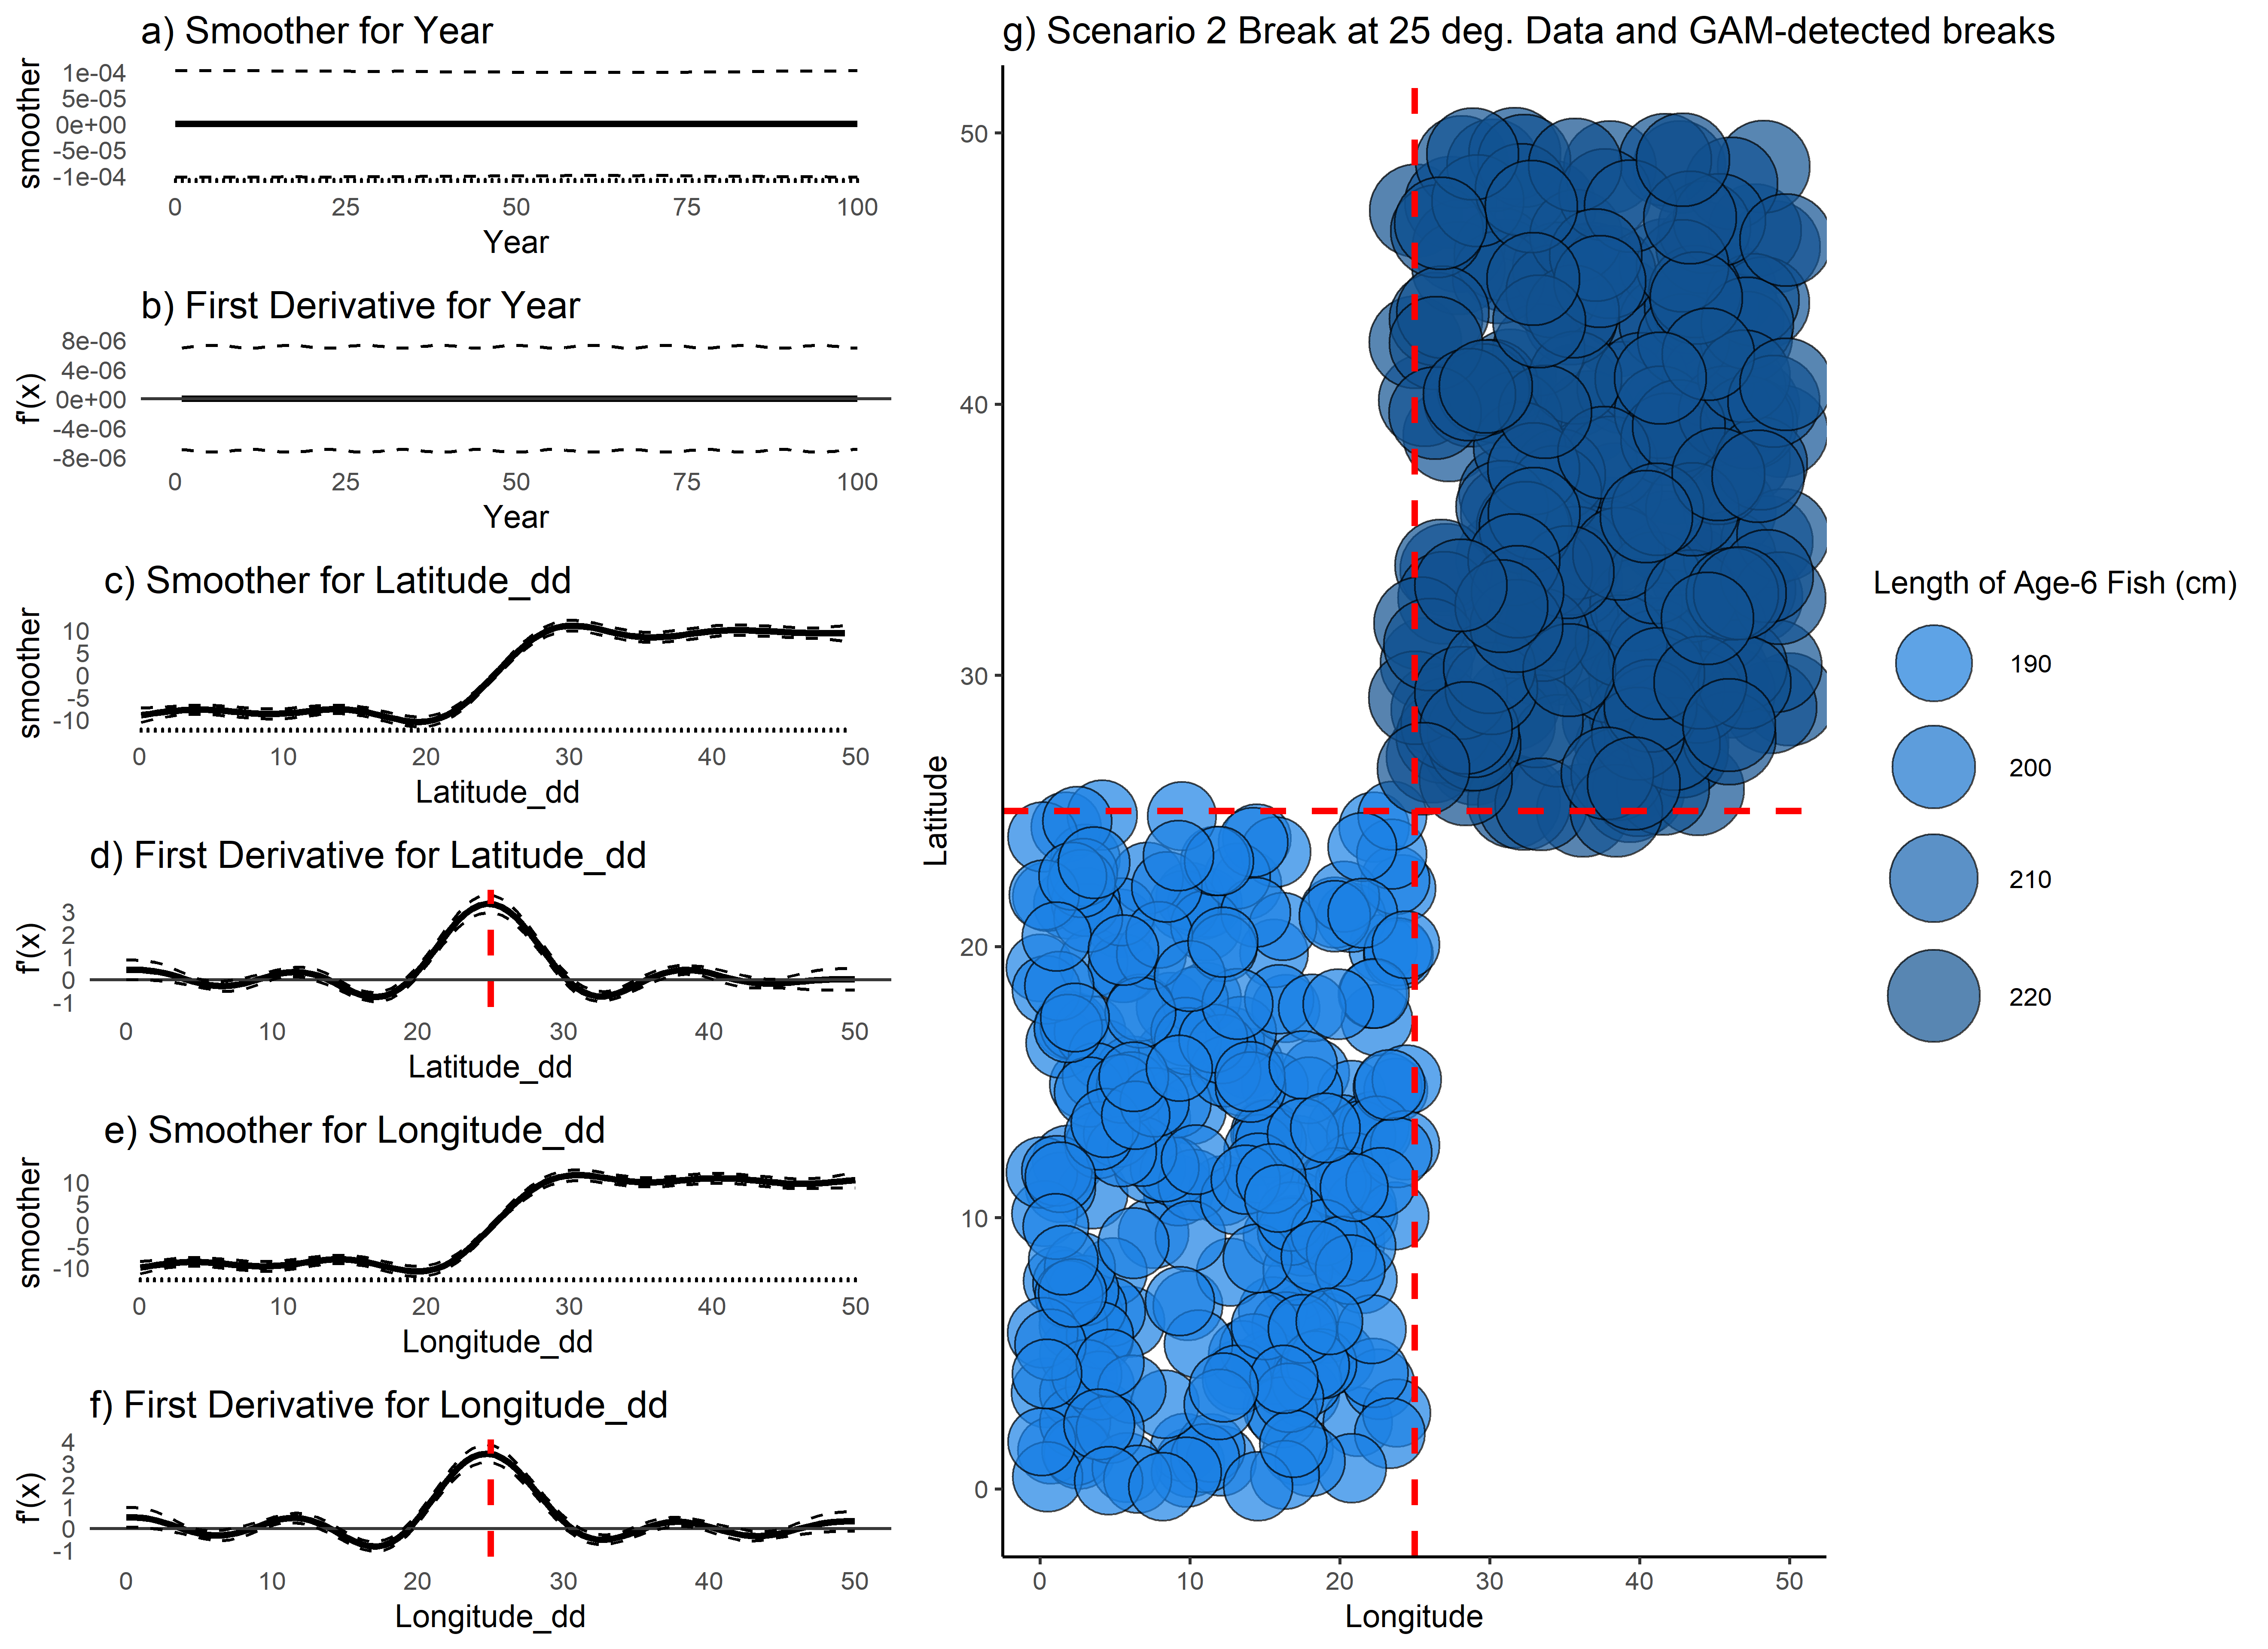 a) Smoother for Year
smoother
1e-04
5e-05
0e+00
-5e-05
-1e-04
0 25 50 75 100
Year
b) First Derivative for Year
f'(x)
8e-06
4e-06
0e+00
-4e-06
-8e-06
0 25 50 75 100
Year
c) Smoother for Latitude_dd
smoother
10
5
0
-5
-10
0 10 20 30 40 50
Latitude_dd
d) First Derivative for Latitude_dd
f'(x)
3
2
1
0
-1
0 10 20 30 40 50
Latitude_dd
e) Smoother for Longitude_dd
smoother
10
5
0
-5
-10
0 10 20 30 40 50
Longitude_dd
f) First Derivative for Longitude_dd
f'(x)
4
3
2
1
0
-1
0 10 20 30 40 50
Longitude_dd
g) Scenario 2 Break at 25 deg. Data and GAM-detected breaks
Latitude
50
40
30
20
10
0
0 10 20 30 40 50
Longitude
Length of Age-6 Fish (cm)
190
200
210
220